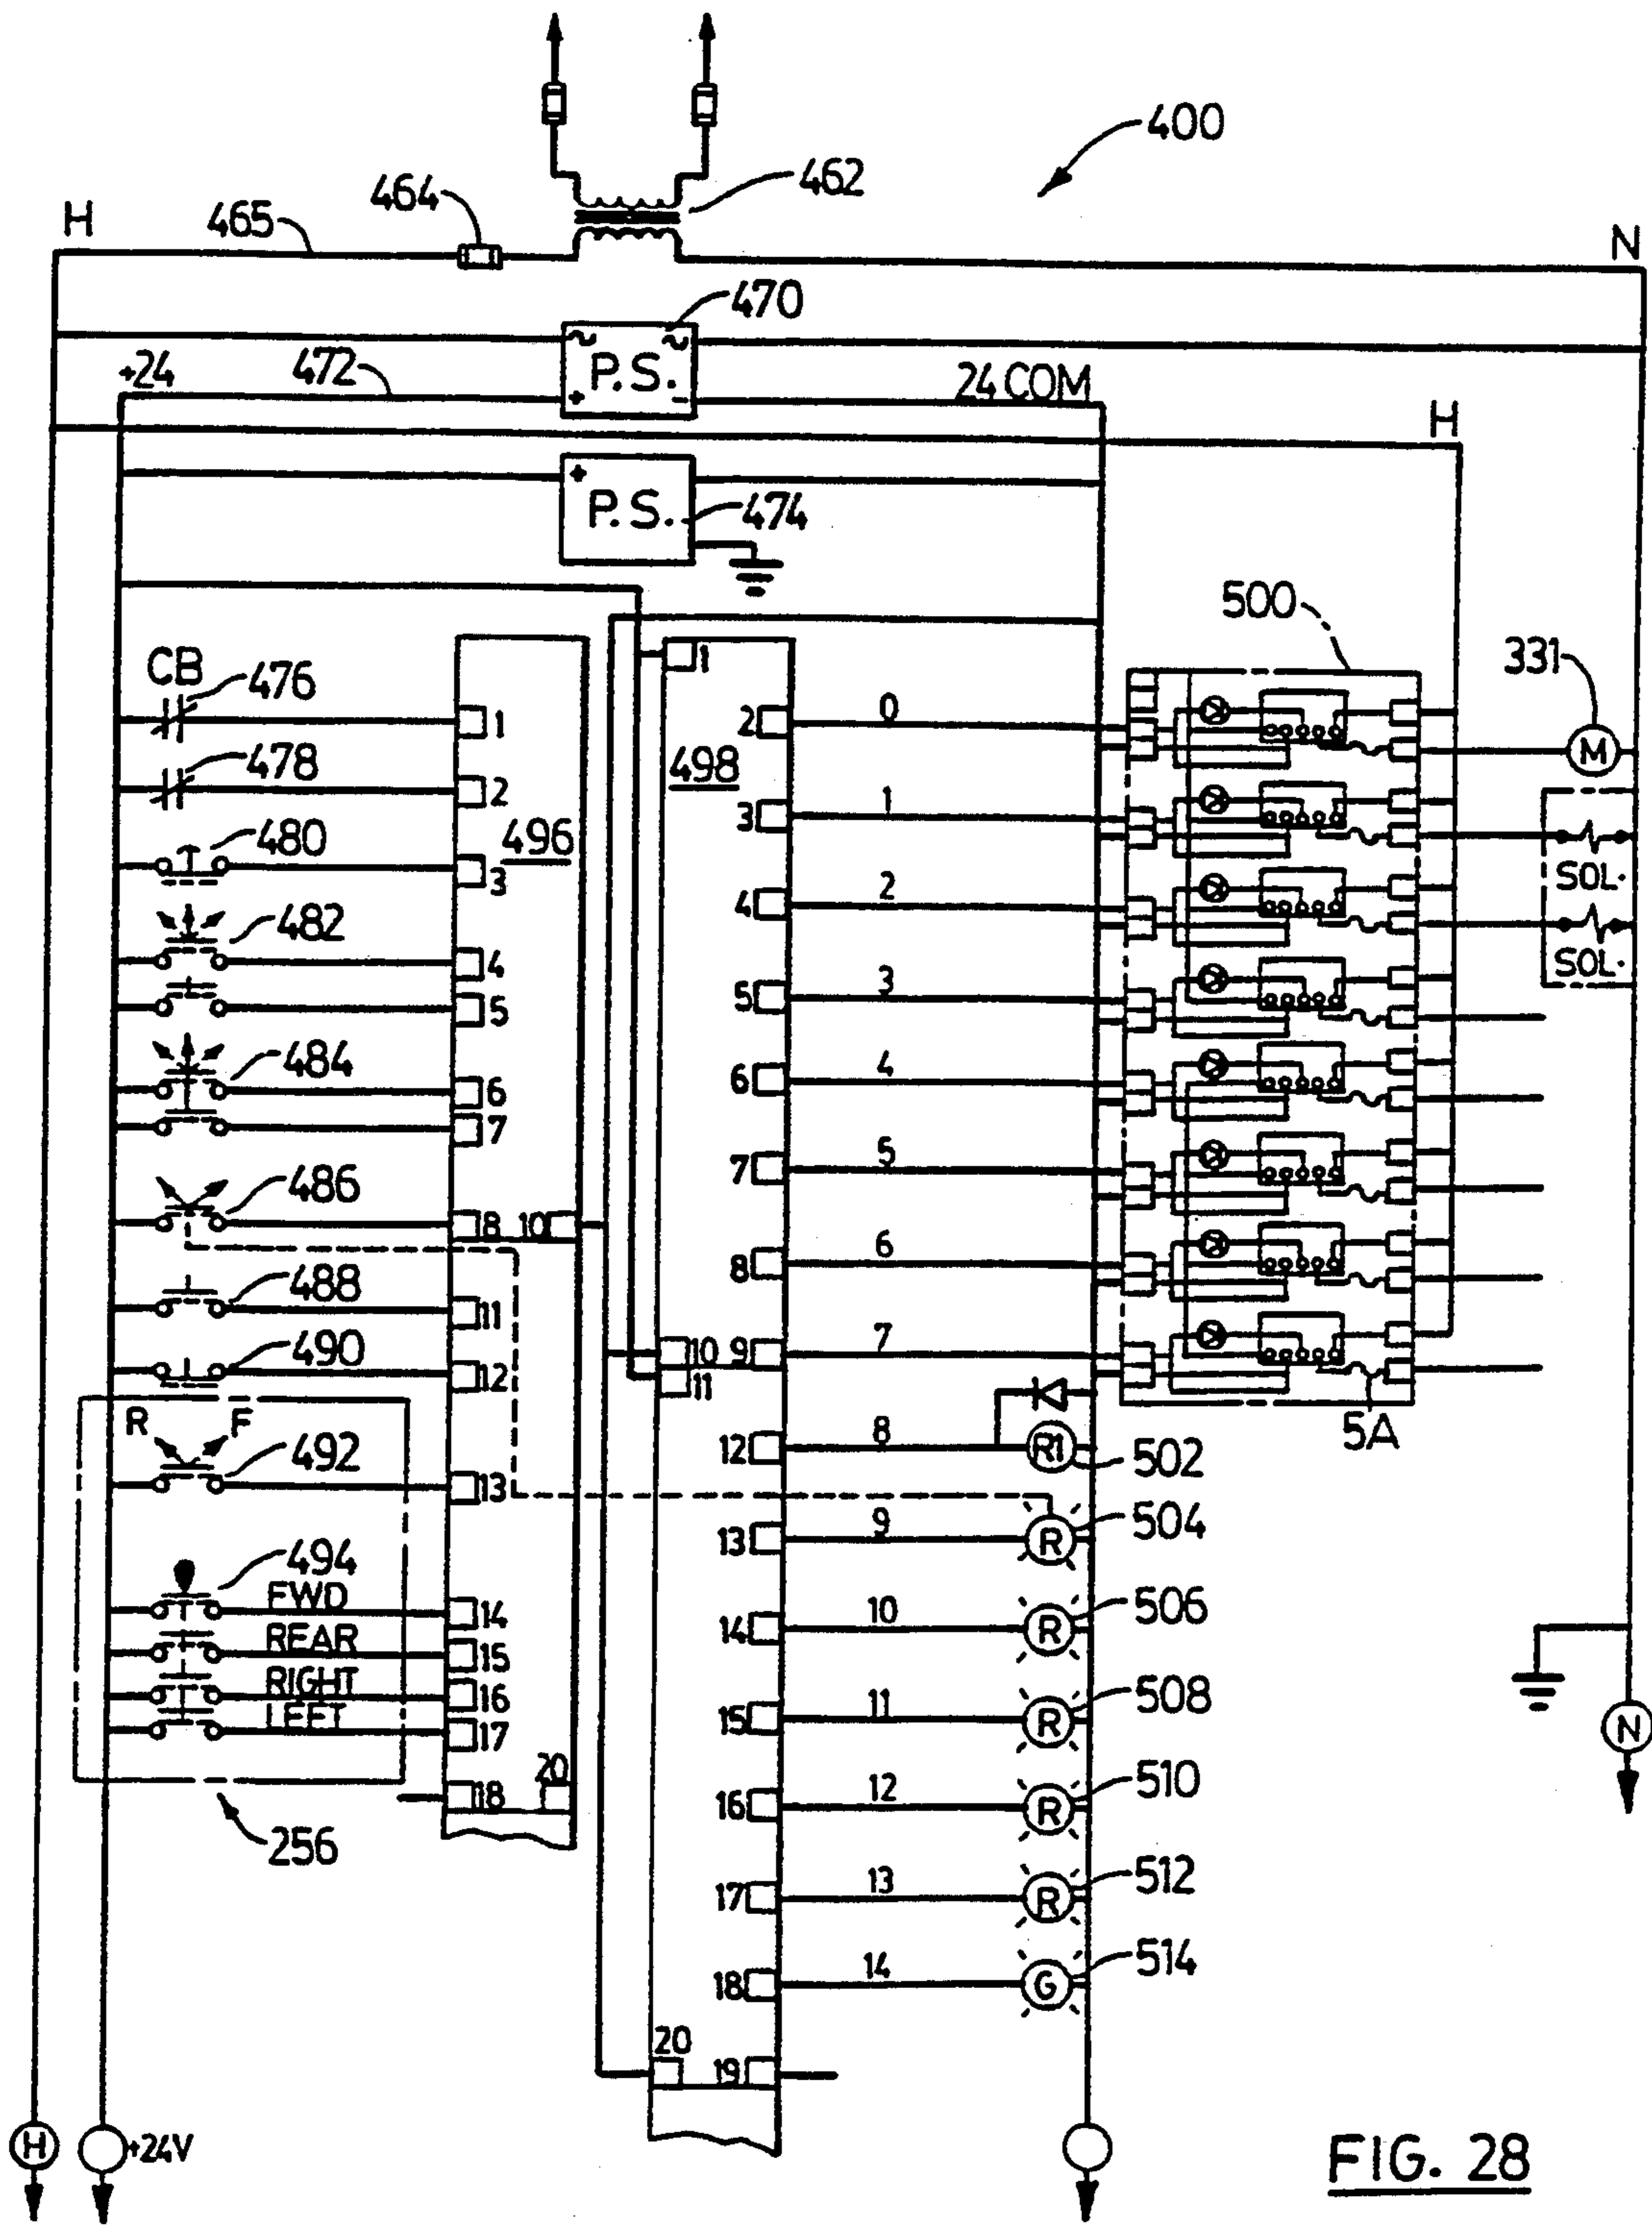 400
462
464
465
H
N
470
P.S.
+24
472
24 COM
H
P.S.
474
500
331
CB
476
1
1
2
0
M
478
2
498
3
1
480
3
496
SOL.
482
4
4
2
SOL.
5
5
3
484
6
7
6
4
486
8
10
7
5
488
11
8
6
490
12
10
9
7
11
5A
R
F
492
13
12
8
R1
502
13
9
R
504
494
FWD
14
REAR
15
RIGHT
16
LEFT
17
14
10
R
506
15
11
R
508
N
18
20
16
12
R
510
256
17
13
R
512
18
14
G
514
20
19
H
+24V
FIG. 28